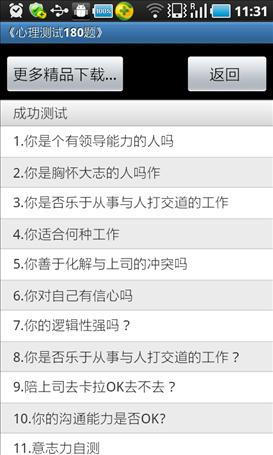 100%
R
11:31
《心理测试180题》
更多精品下载...
返回
成功测试
1.你是个有领导能力的人吗
2.你是胸怀大志的人吗作
3.你是否乐于从事与人打交道的工作
4.你适合何种工作
5.你善于化解与上司的冲突吗
6.你对自己有信心吗
7.你的逻辑性强吗？
8.你是否乐于从事与人打交道的工作？
9.陪上司去卡拉OK去不去？
10.你的沟通能力是否OK?
11.意志力自测